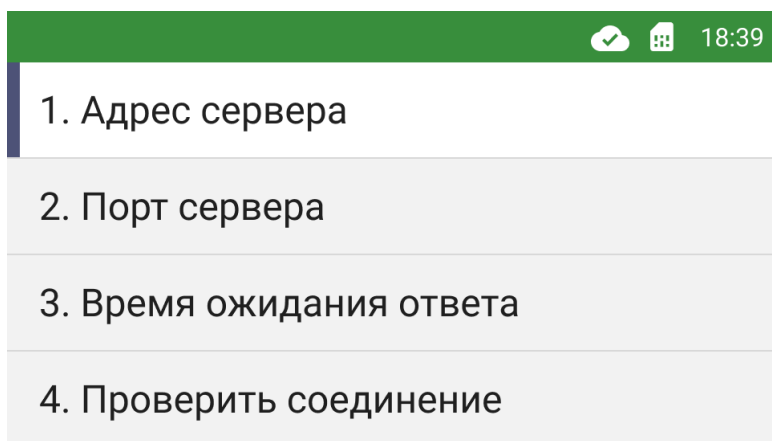 18:39
1. Адрес сервера
2. Порт сервера
3. Время ожидания ответа
4. Проверить соединение